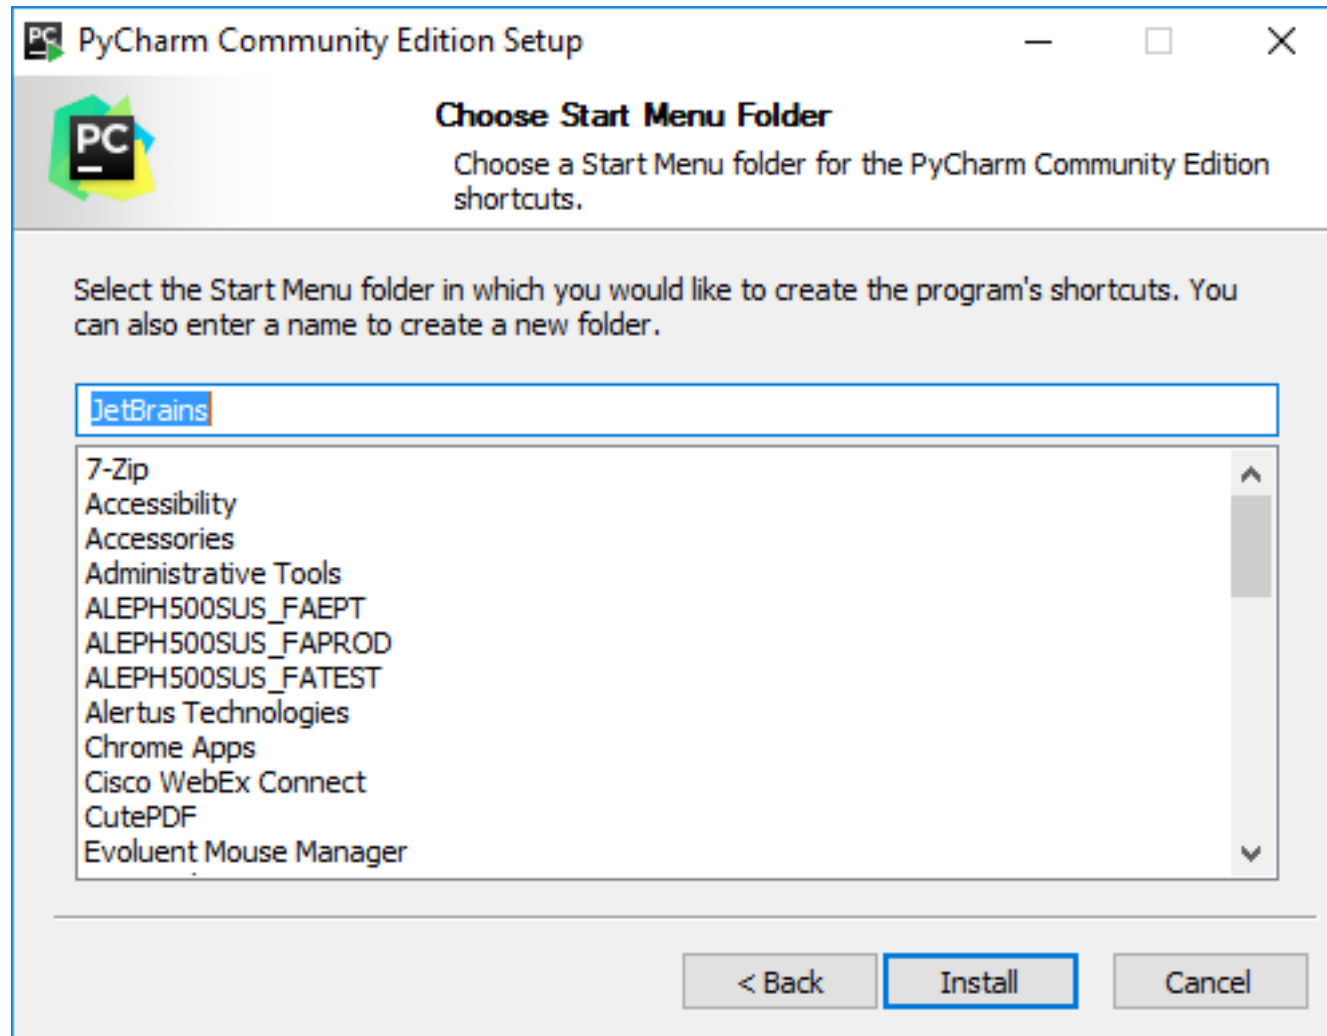 PyCharm Community Edition Setup
PC
Choose Start Menu Folder
Choose a Start Menu folder for the PyCharm Community Edition
shortcuts.
Select the Start Menu folder in which you would like to create the program's shortcuts. You
can also enter a name to create a new folder.
JetBrains
7-Zip
Accessibility
Accessories
Administrative Tools
ALEPH500SUS_FAEPT
ALEPH500SUS_FAPROD
ALEPH500SUS_FATEST
Alertus Technologies
Chrome Apps
Cisco WebEx Connect
CutePDF
Evoluent Mouse Manager
< Back
Install
Cancel